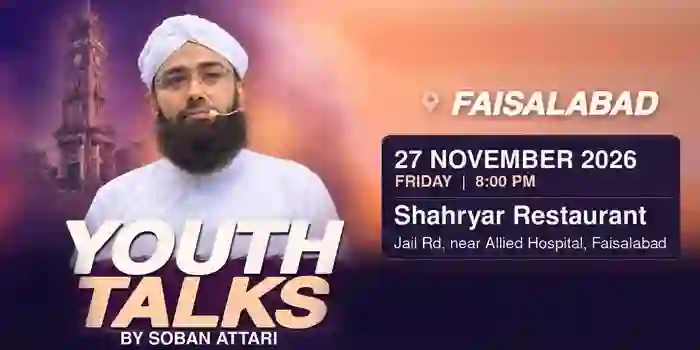 FAISALABAD
27 NOVEMBER 2026
FRIDAY | 8:00 PM
Shahryar Restaurant
Jail Rd, near Allied Hospital, Faisalabad
YOUTH
TALKS
BY SOBAN ATTARI